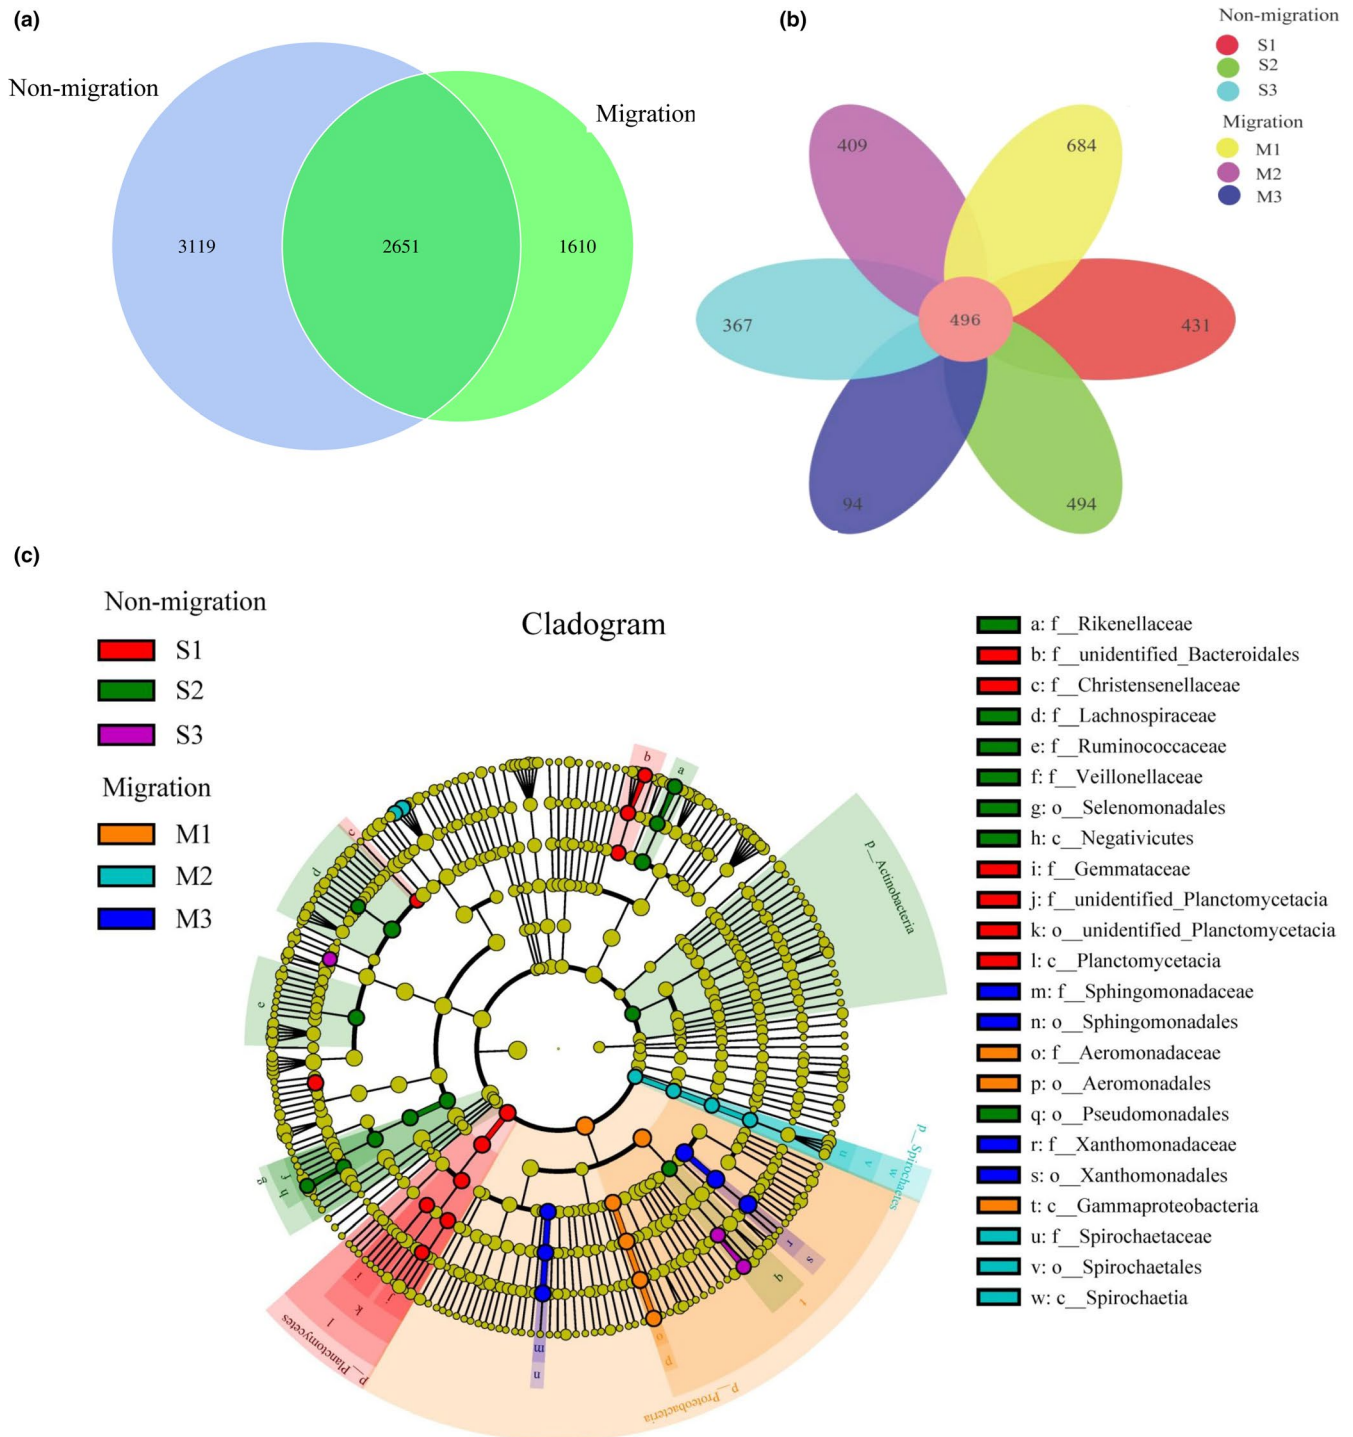 (a)
Non-migration
Migration
3119
2651
1610
(b)
Non-migration
S1
S2
S3
Migration
M1
M2
M3
409
684
367
496
431
94
494
(c)
Non-migration
S1
S2
S3
Migration
M1
M2
M3
Cladogram
b
a
p__Actinobacteria
c
d
e
g
h
f
p__Spirochaetes
u
v
w
r
s
q
t
o
p
p__Proteobacteria
m
n
i
j
k
l
p__Planctomycetes
a: f__Rikenellaceae
b: f__unidentified_Bacteroidales
c: f__Christensenellaceae
d: f__Lachnospiraceae
e: f__Ruminococcaceae
f: f__Veillonellaceae
g: o__Selenomonadales
h: c__Negativicutes
i: f__Gemmataceae
j: f__unidentified_Planctomycetacia
k: o__unidentified_Planctomycetacia
l: c__Planctomycetacia
m: f__Sphingomonadaceae
n: o__Sphingomonadales
o: f__Aeromonadaceae
p: o__Aeromonadales
q: o__Pseudomonadales
r: f__Xanthomonadaceae
s: o__Xanthomonadales
t: c__Gammaproteobacteria
u: f__Spirochaetaceae
v: o__Spirochaetales
w: c__Spirochaetia